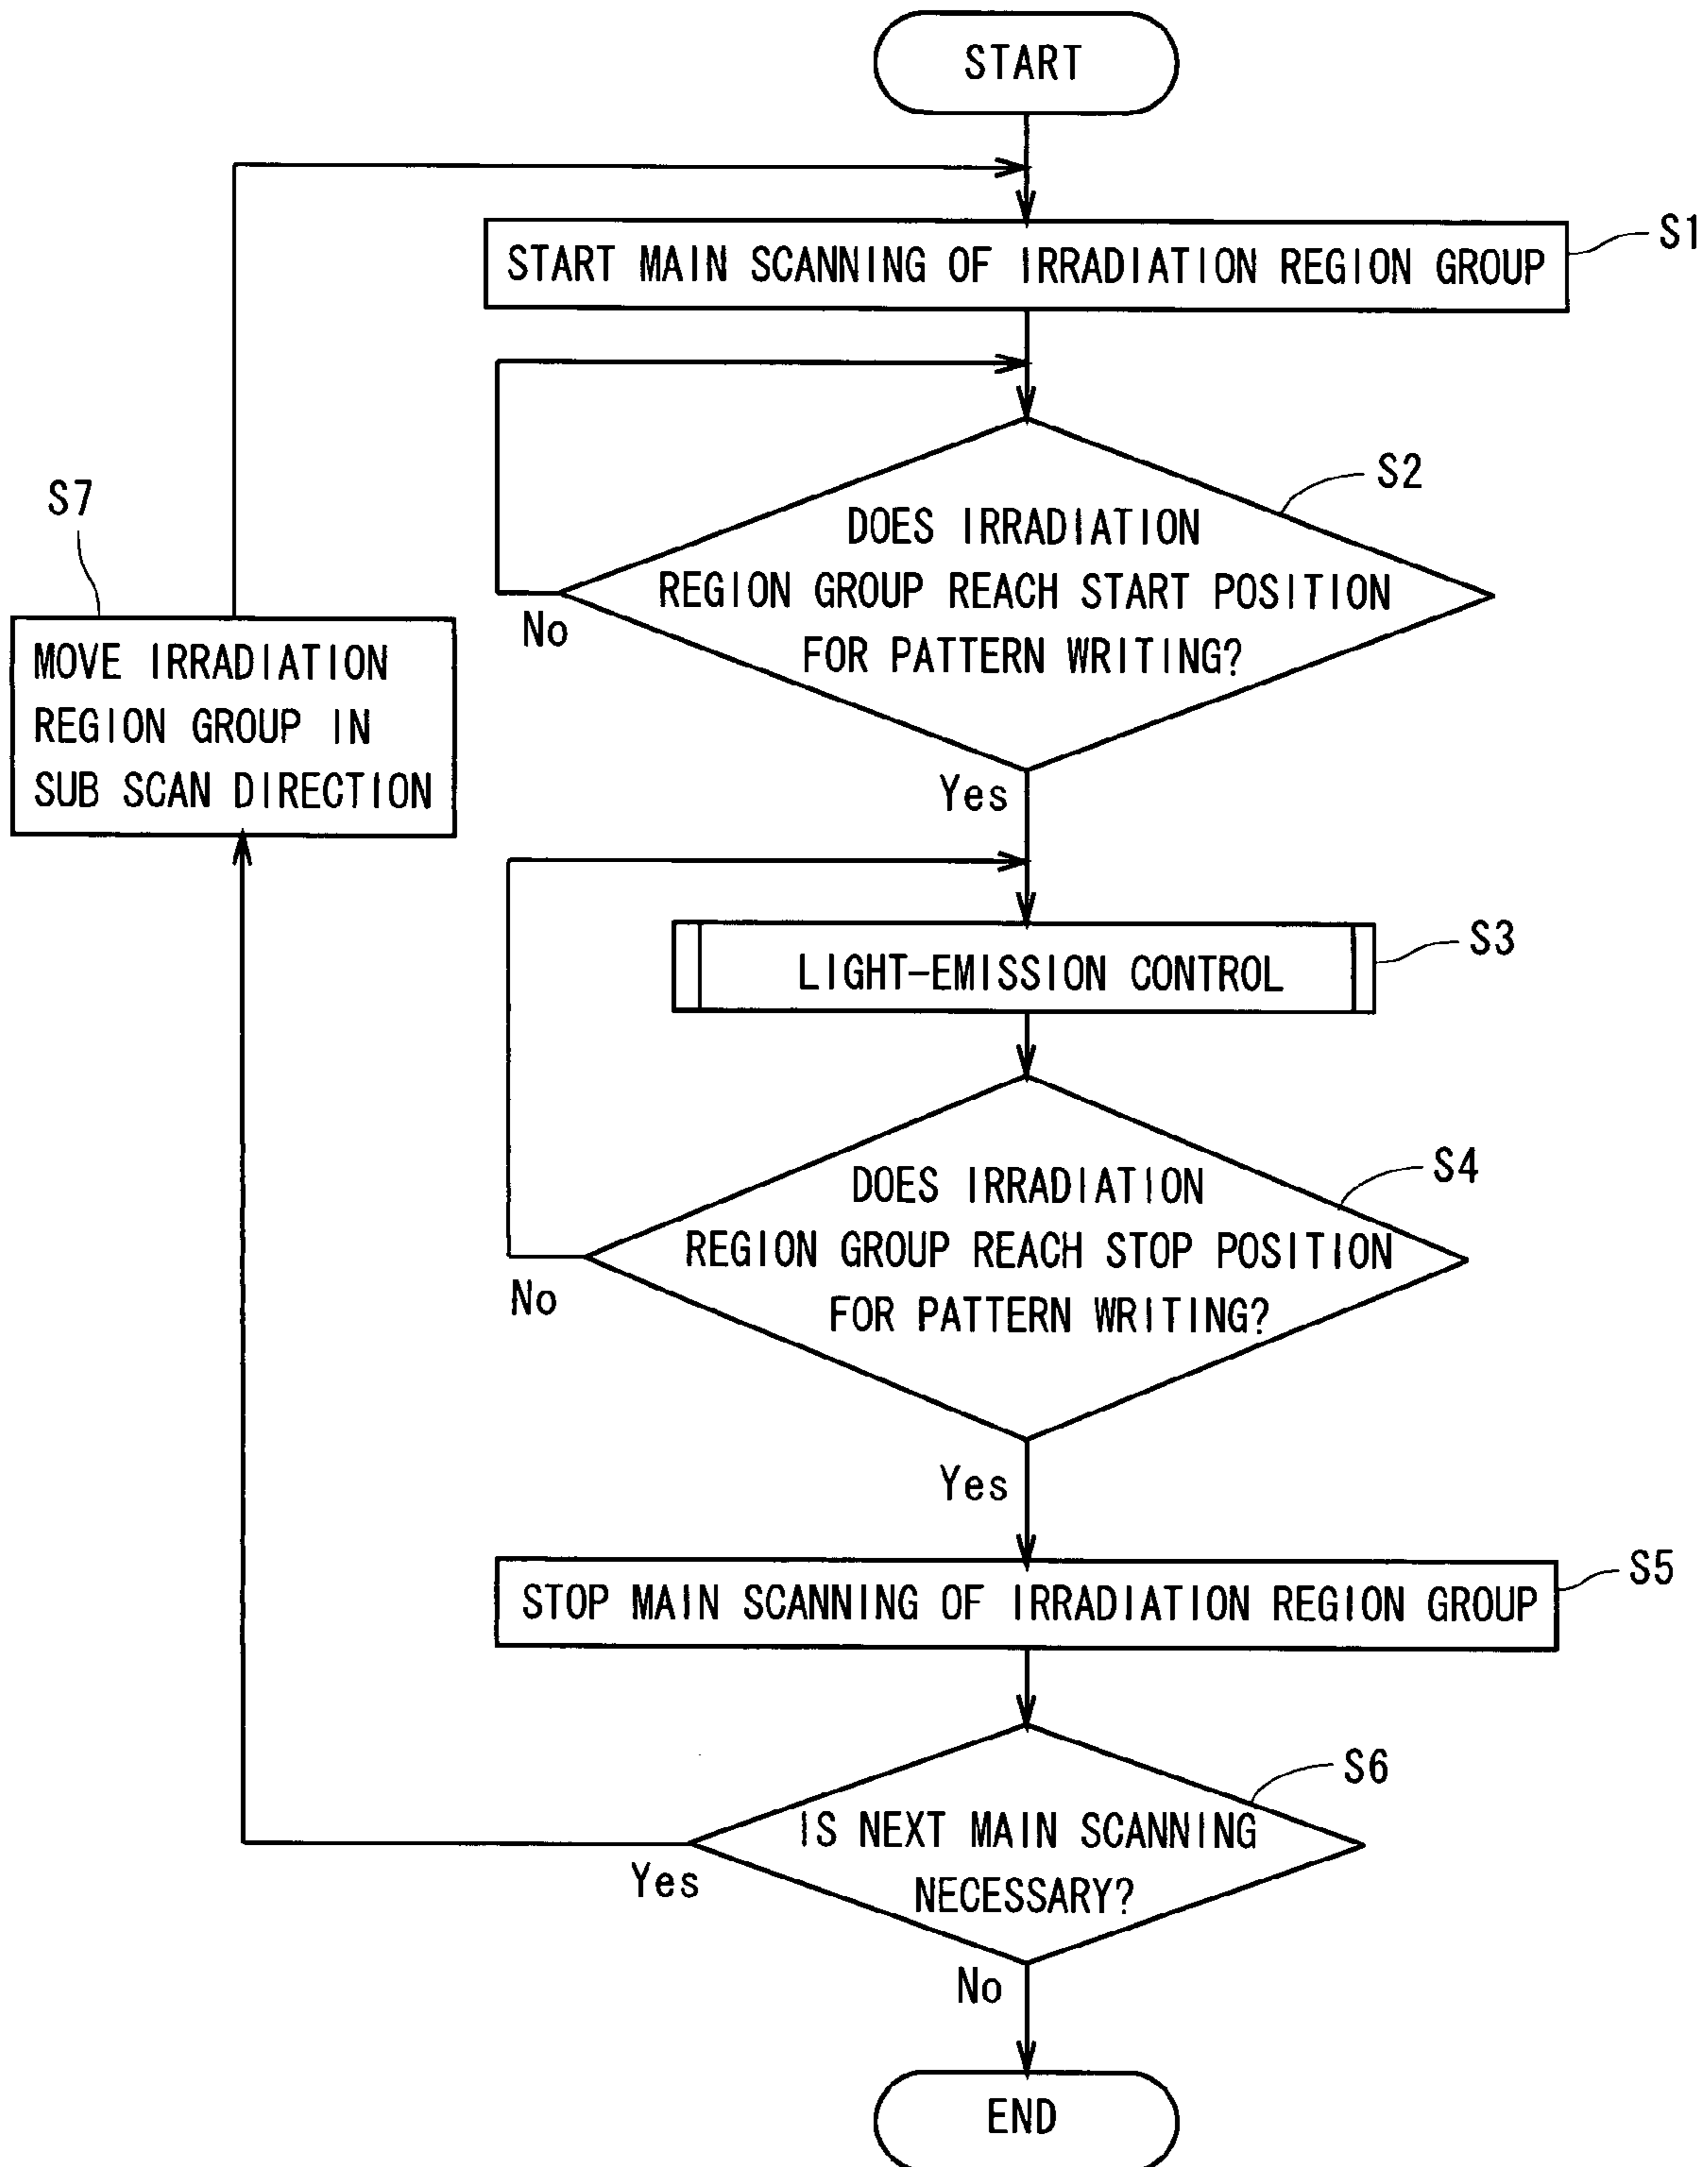 START
START MAIN SCANNING OF IRRADIATION REGION GROUP
S1
DOES IRRADIATION
REGION GROUP REACH START POSITION
FOR PATTERN WRITING?
S2
No
Yes
S7
MOVE IRRADIATION
REGION GROUP IN
SUB SCAN DIRECTION
LIGHT-EMISSION CONTROL
S3
DOES IRRADIATION
REGION GROUP REACH STOP POSITION
FOR PATTERN WRITING?
S4
No
Yes
STOP MAIN SCANNING OF IRRADIATION REGION GROUP
S5
IS NEXT MAIN SCANNING
NECESSARY?
S6
Yes
No
END